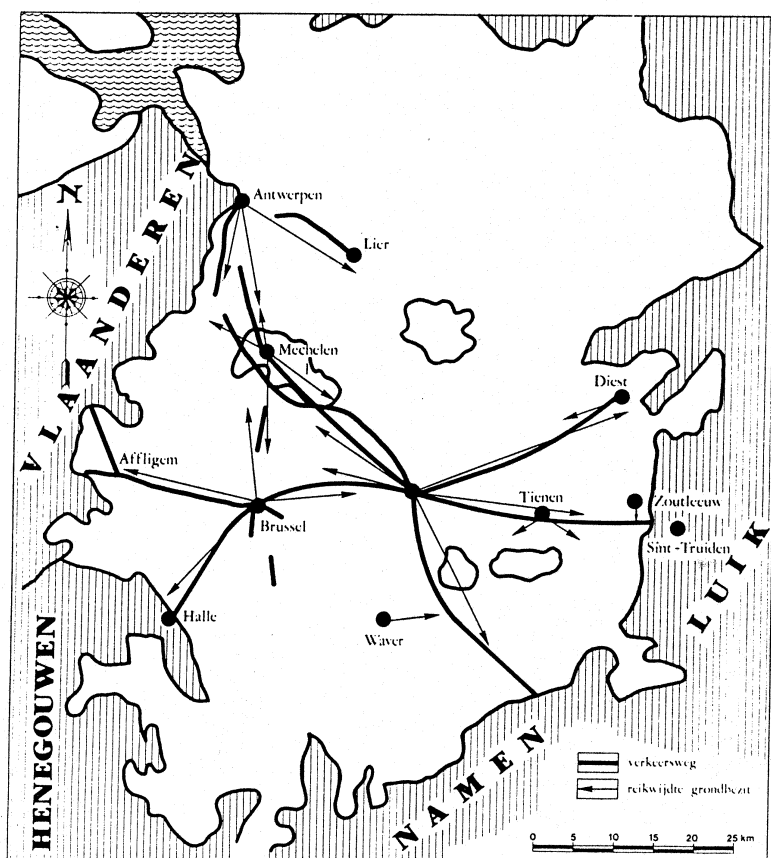 N
Antwerpen
Lier
VLAANDEREN
Mechelen
Diest
Affligem
Tienen
Zoutleeuw
Brussel
Sint-Truiden
LUIK
Halle
Waver
HENEGOUWEN
NAMEN
verkeersweg
reikwijdte grondbezit
0 5 10 15 20 25 km